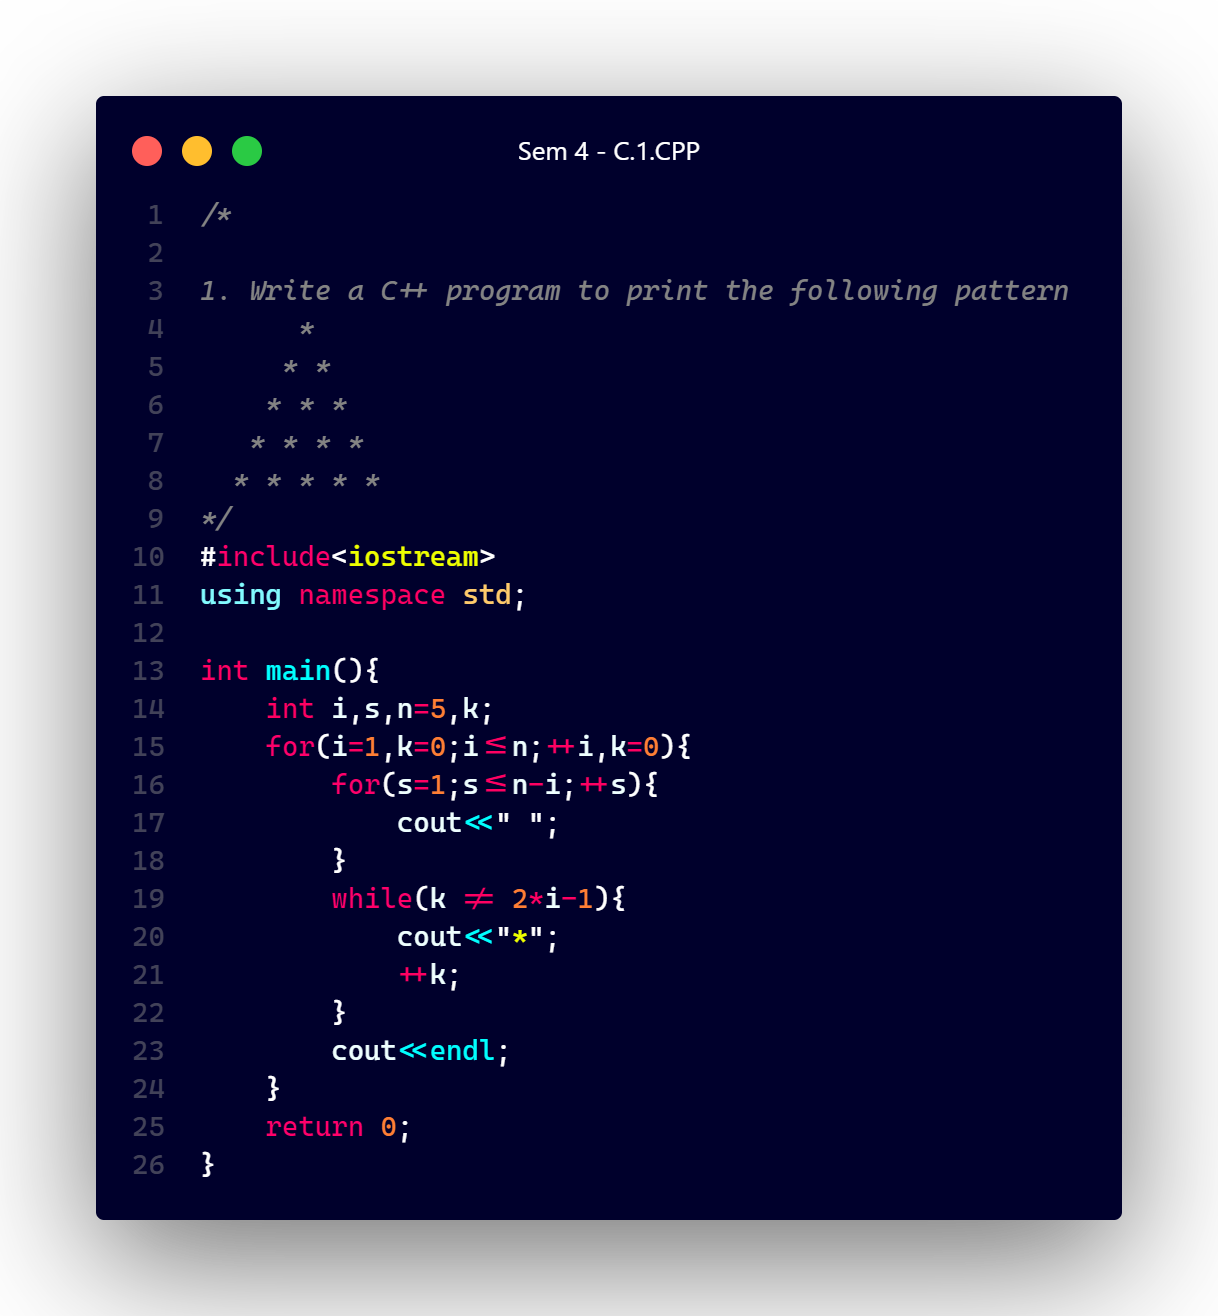 Sem 4 - C.1.CPP
1 /*
2
3 1. Write a C++ program to print the following pattern
4       *
5      * *
6     * * *
7    * * * *
8   * * * * *
9 */
10 #include<iostream>
11 using namespace std;
12
13 int main(){
14     int i,s,n=5,k;
15     for(i=1,k=0;i<=n;++i,k=0){
16         for(s=1;s<=n-i;++s){
17             cout<<" ";
18         }
19         while(k != 2*i-1){
20             cout<<"*";
21             ++k;
22         }
23         cout<<endl;
24     }
25     return 0;
26 }